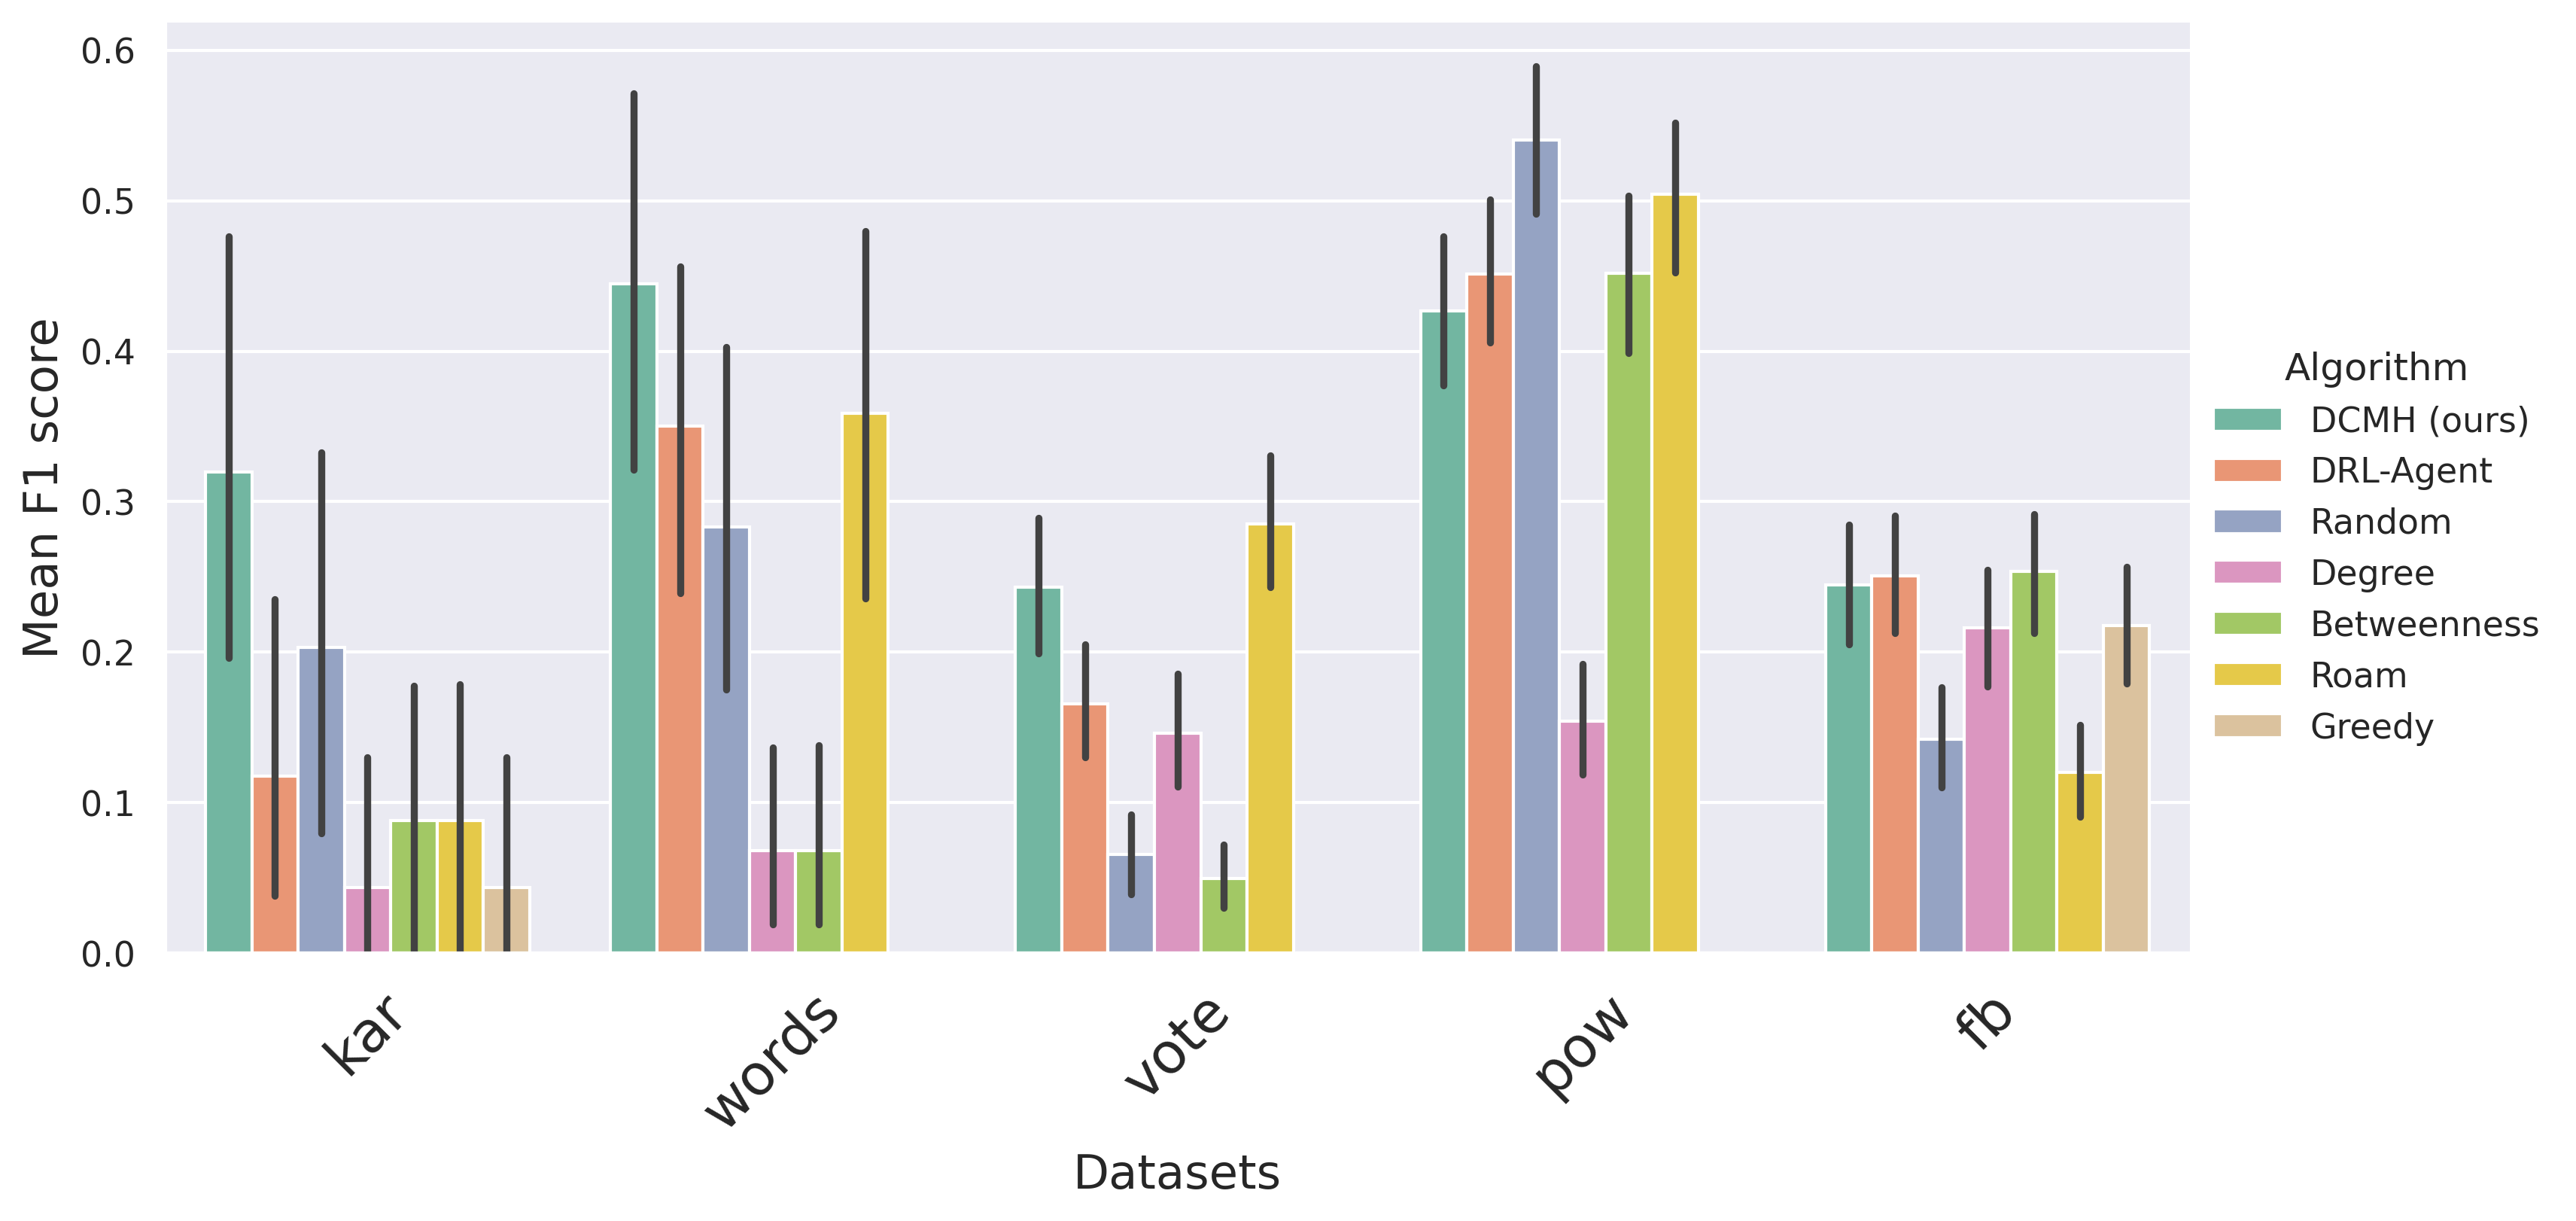 Mean F1 score
0.6
0.5
0.4
0.3
0.2
0.1
0.0
kar
words
vote
pow
fb
Datasets
Algorithm
DCMH (ours)
DRL-Agent
Random
Degree
Betweenness
Roam
Greedy